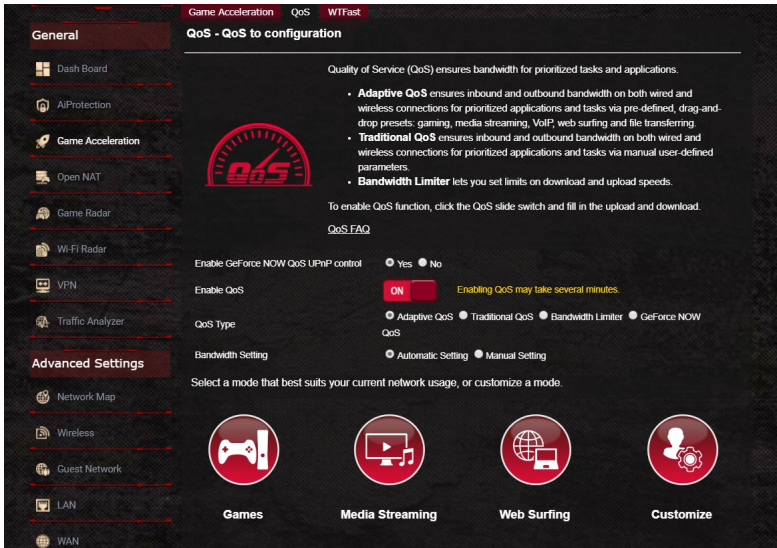 Game Acceleration QoS WTFast
General
QoS - QoS to configuration
Dash Board
AiProtection
Game Acceleration
Open NAT
Game Radar
Wi-Fi Radar
VPN
Traffic Analyzer
Advanced Settings
Network Map
Wireless
Guest Network
LAN
WAN
QoS
Quality of Service (QoS) ensures bandwidth for prioritized tasks and applications.
• Adaptive QoS ensures inbound and outbound bandwidth on both wired and
wireless connections for prioritized applications and tasks via pre-defined, drag-and-
drop presets: gaming, media streaming, VoIP, web surfing and file transferring.
• Traditional QoS ensures inbound and outbound bandwidth on both wired and
wireless connections for prioritized applications and tasks via manual user-defined
parameters.
• Bandwidth Limiter lets you set limits on download and upload speeds.
To enable QoS function, click the QoS slide switch and fill in the upload and download.
QoS FAQ
Enable GeForce NOW QoS UPnP control Yes No
Enable QoS ON Enabling QoS may take several minutes.
QoS Type Adaptive QoS Traditional QoS Bandwidth Limiter GeForce NOW
QoS
Bandwidth Setting Automatic Setting Manual Setting
Select a mode that best suits your current network usage, or customize a mode.
Games Media Streaming Web Surfing Customize